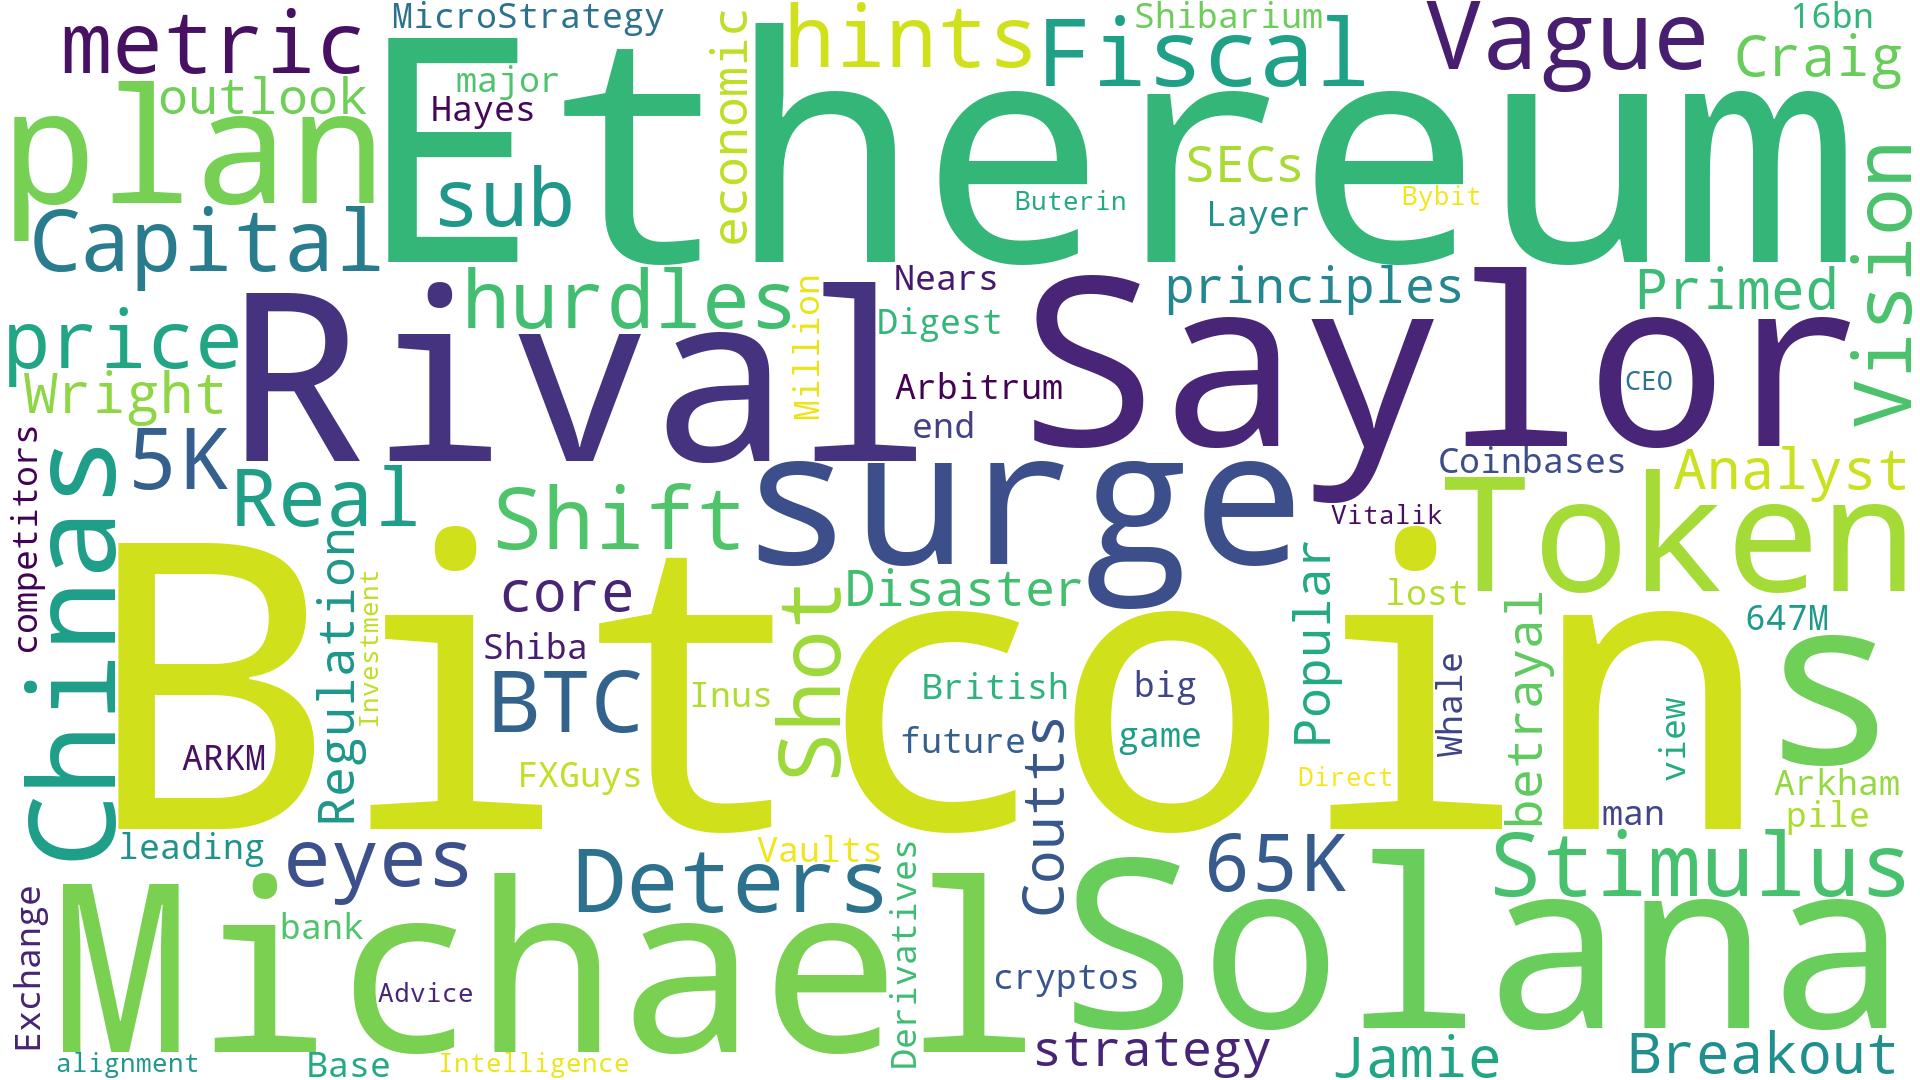 MicroStrategy
metric
hints
Shibarium
Fiscal
Vague
16bn
Craig
outlook
plan
major
Hayes
economic
Ethereum
sub
Buterin
SECs
Layer
Bybit
Vision
Capital
hurdles
Nears
principles
Primed
price
Rival
Million
Digest
Saylor
Wright
Arbitrum
CEO
end
competitors
5K
Chinas
Real
Shift
surge
Coinbases
Analyst
Vitalik
Token
Regulation
Investment
core
Disaster
Popular
lost
Shiba
Shot
betrayal
647M
Bitcoin
s
BTC
Inus
British
big
Whale
view
ARKM
future
game
Coutts
FXGuys
Direct
Arkham
man
pile
leading
eyes
Deters
Vaults
65K
Stimulus
Exchange
bank
Derivatives
Michael
Solana
Advice
cryptos
strategy
Jamie
Breakout
alignment
Base
Intelligence
n